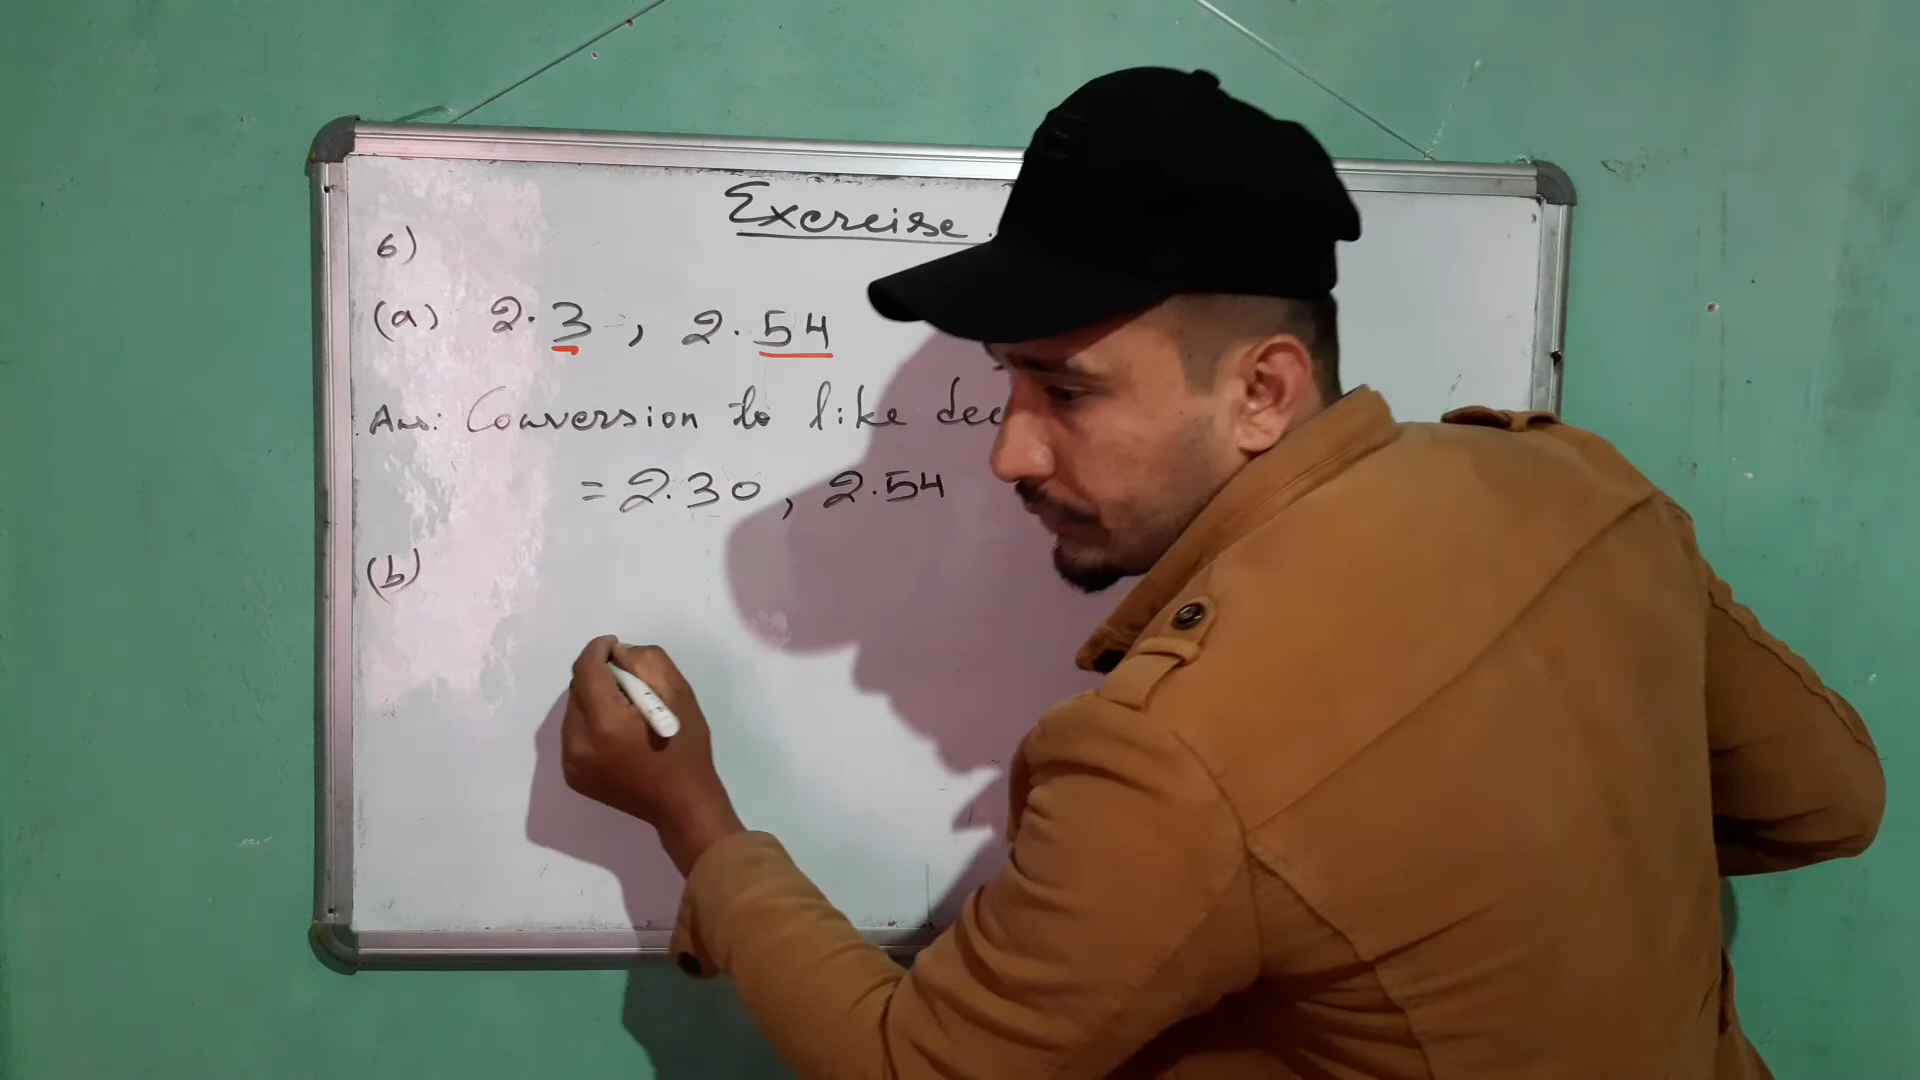 Exercise.
6)
(a) 2.3 , 2.54
Ans: Conversion to like dec
= 2.30 , 2.54
(b)